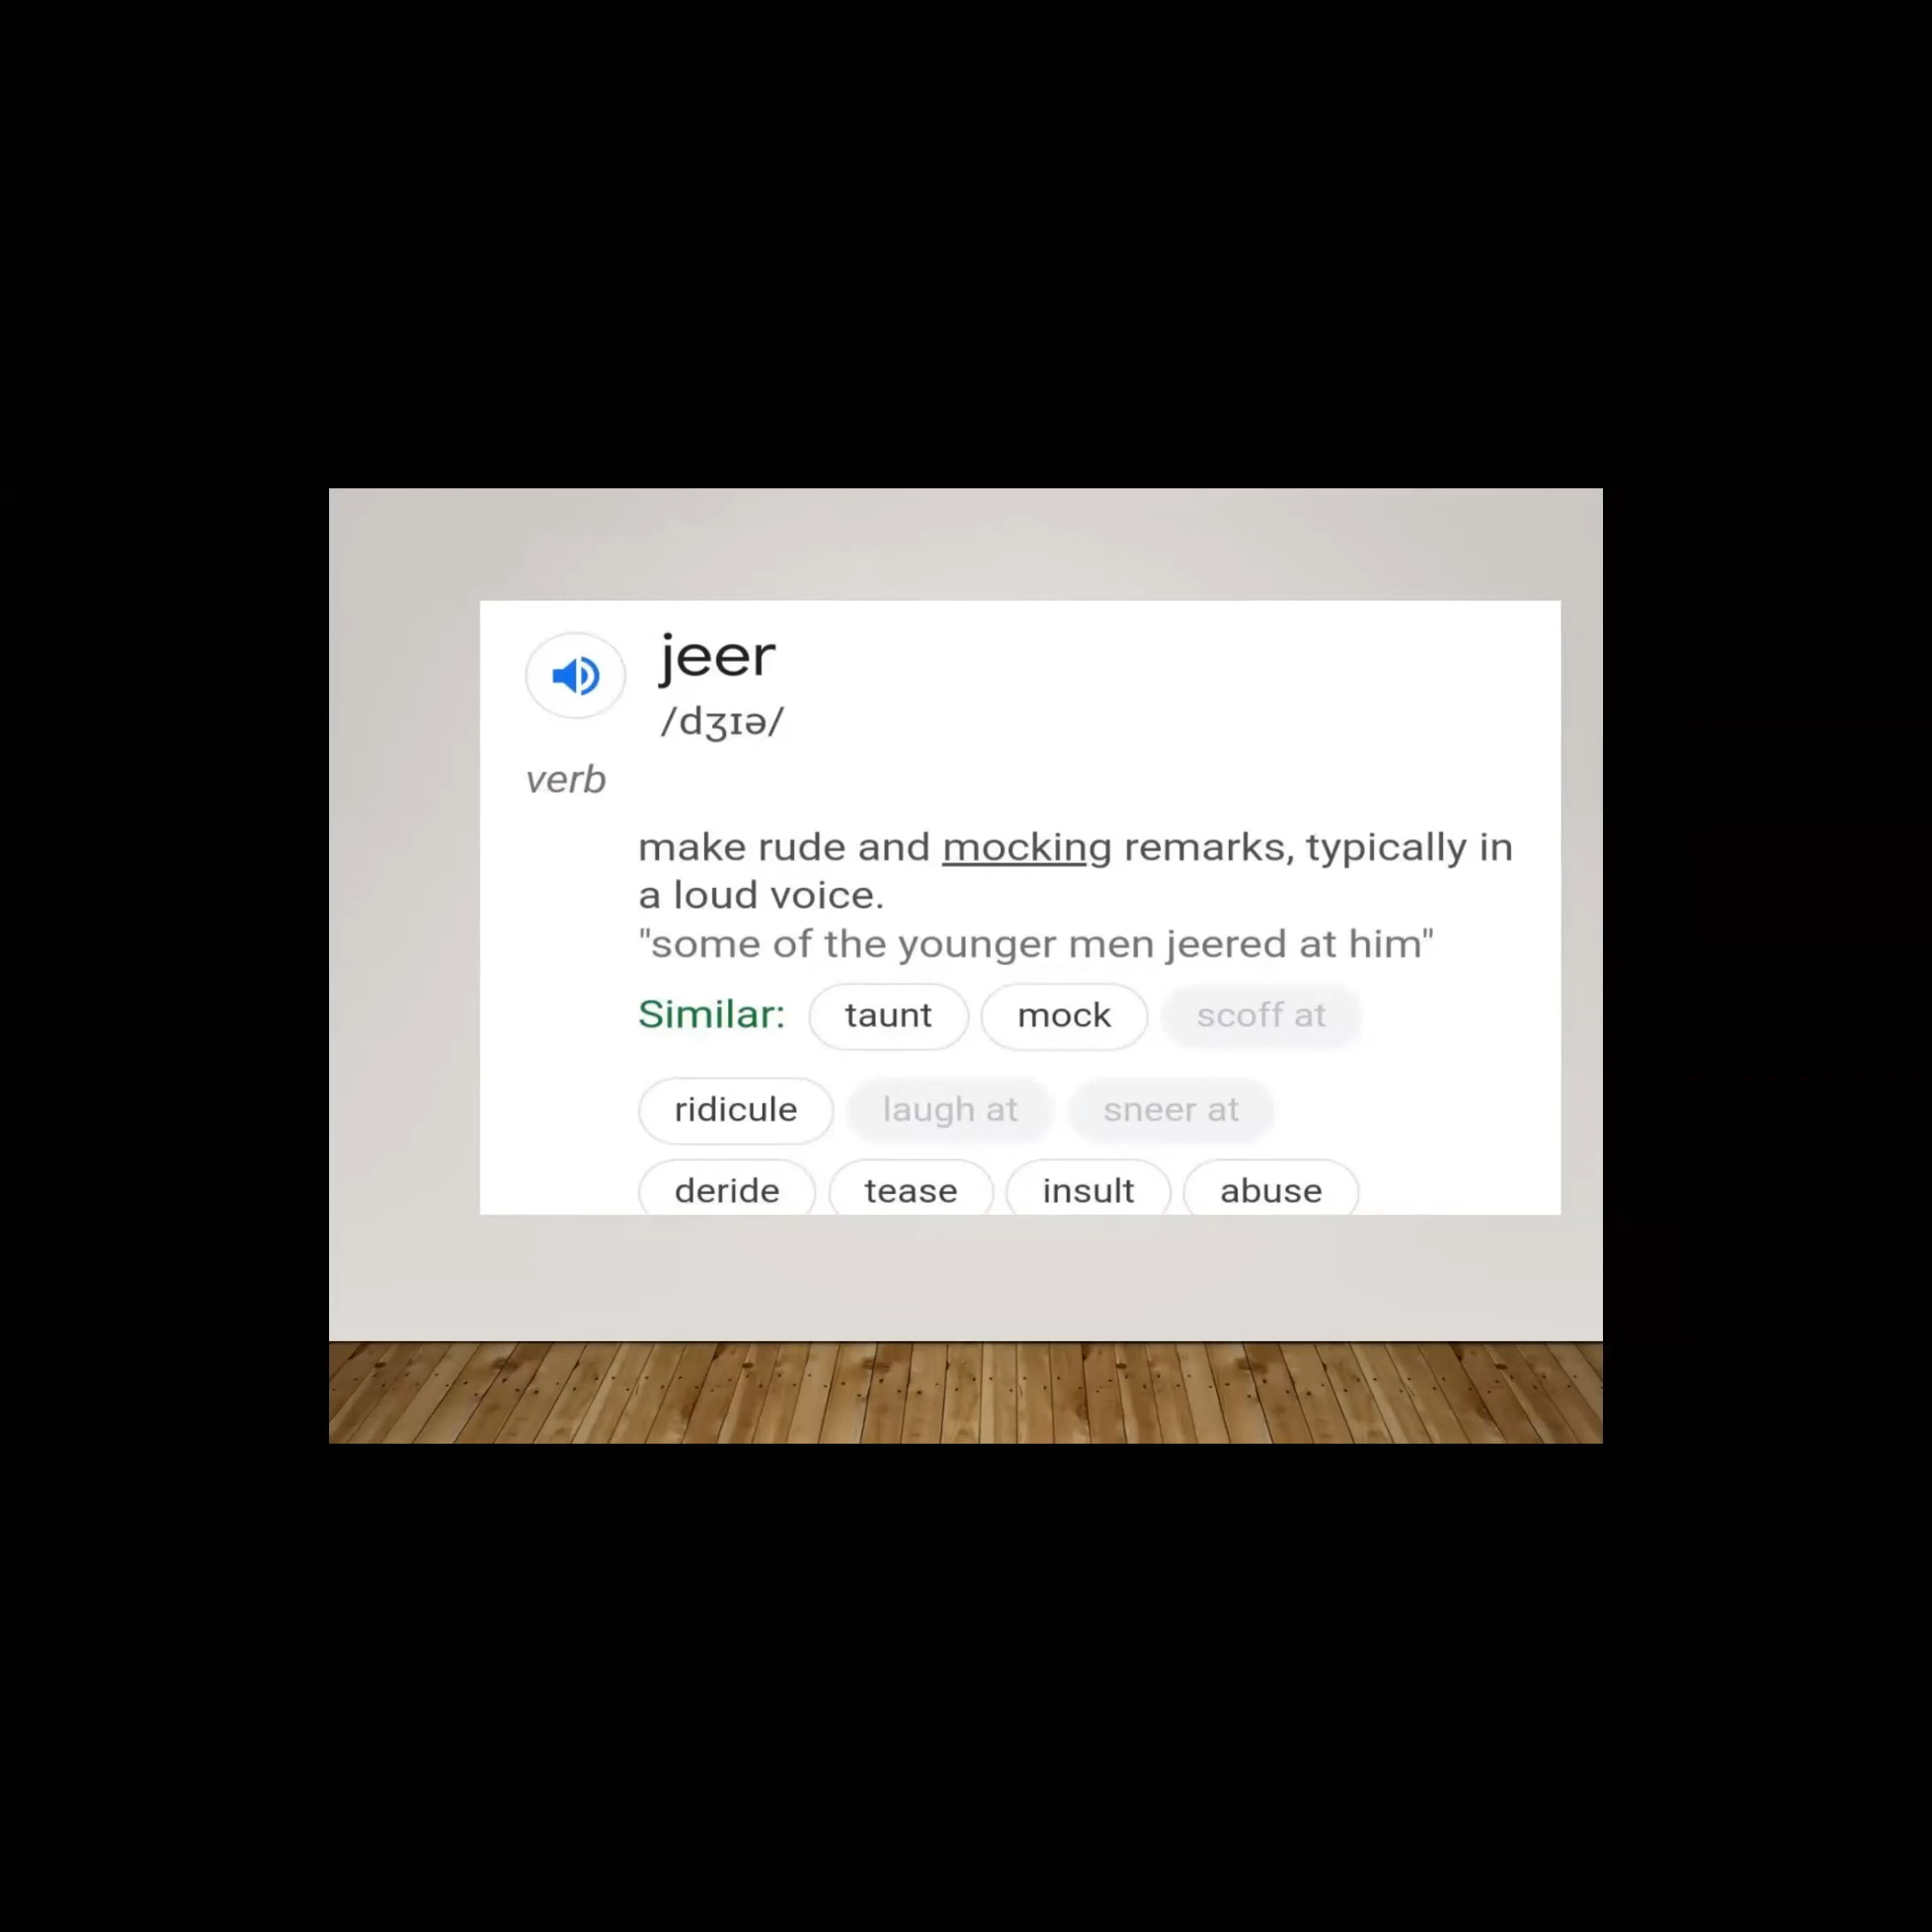 jeer
/dʒɪə/
verb
make rude and mocking remarks, typically in
a loud voice.
"some of the younger men jeered at him"
Similar: taunt mock scoff at
ridicule laugh at sneer at
deride tease insult abuse